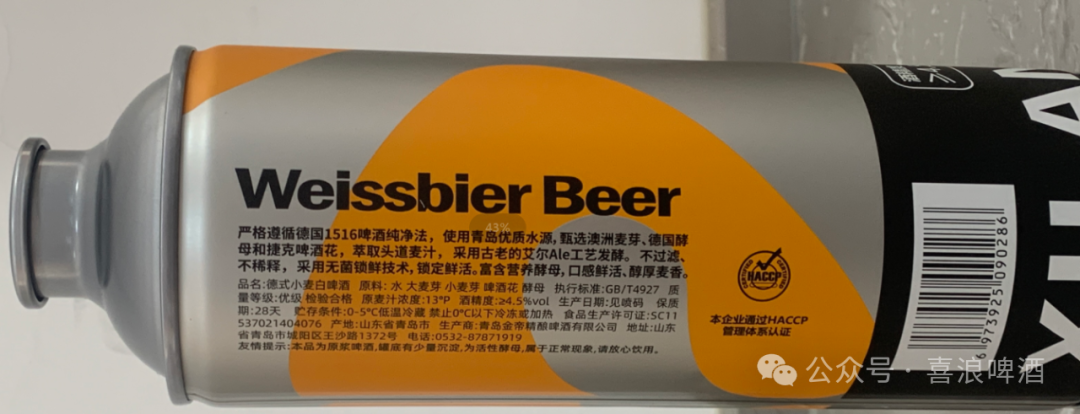 Weissbier Beer
43%
严格遵循德国1516啤酒纯净法，使用青岛优质水源，甄选澳洲麦芽、德国酵
母和捷克啤酒花，萃取头道麦汁，采用古老的艾尔Ale工艺发酵。不过滤、
不稀释，采用无菌锁鲜技术，锁定鲜活。富含营养酵母，口感鲜活、醇厚麦香。
品名：德式小麦白啤酒 原料：水 大麦芽 小麦芽 啤酒花 酵母 执行标准：GB/T4927 质
量等级：优级 检验合格 原麦汁浓度：13°P 酒精度：≥4.5%vol 生产日期：见喷码 保质
期：28天 贮存条件：0-5℃低温冷藏 禁止0℃以下冷冻或加热 食品生产许可证：SC11
537021404076 产地：山东省青岛市 生产商：青岛金帝精酿啤酒有限公司 地址：山东
省青岛市城阳区王沙路1372号 电话：0532-87871919
友情提示：本品为原浆啤酒，罐底有少量沉淀，为活性酵母，属于正常现象，请放心饮用。
HACCP
本企业通过HACCP
管理体系认证
6973925090286
公众号·喜浪啤酒